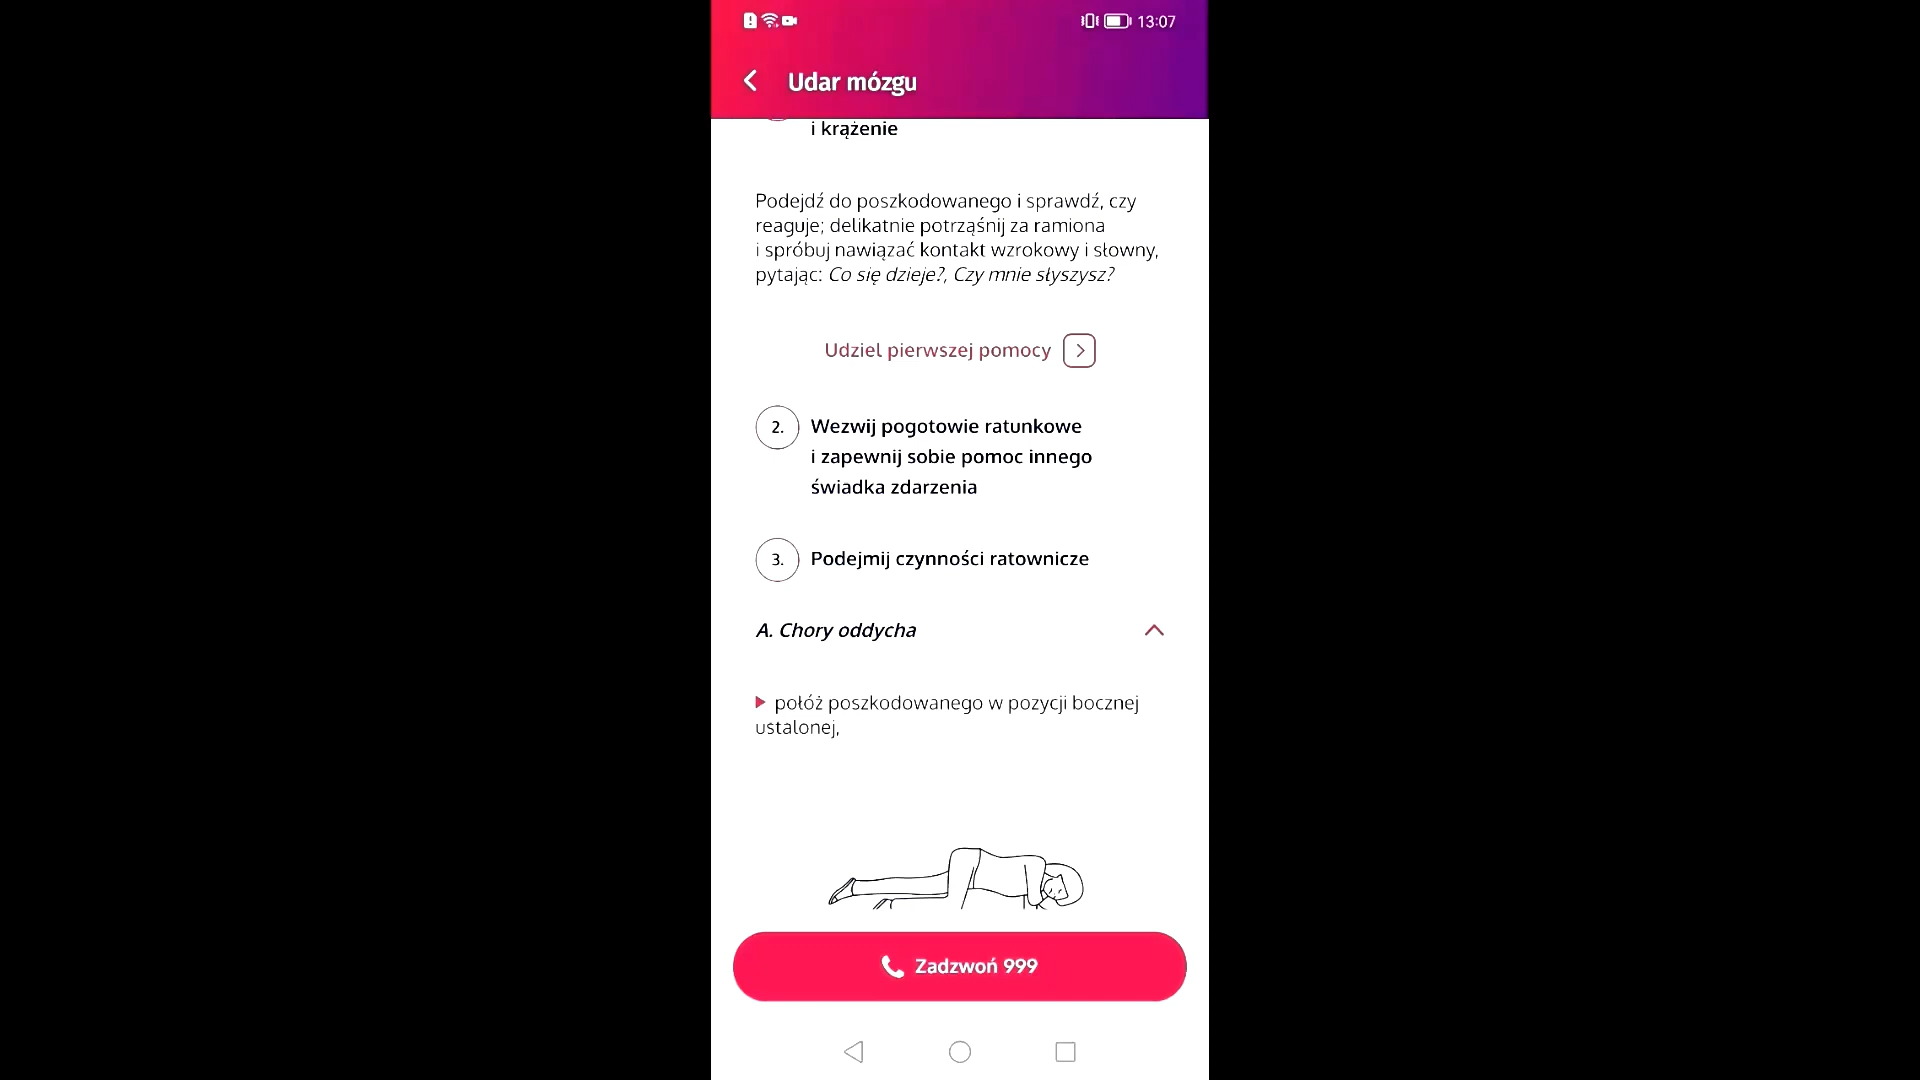 13:07
Udar mózgu
i krążenie
Podejdź do poszkodowanego i sprawdź, czy
reaguje; delikatnie potrząśnij za ramiona
i spróbuj nawiązać kontakt wzrokowy i słowny,
pytając: Co się dzieje?, Czy mnie słyszysz?
Udziel pierwszej pomocy
2. Wezwij pogotowie ratunkowe
i zapewnij sobie pomoc innego
świadka zdarzenia
3. Podejmij czynności ratownicze
A. Chory oddycha
połóż poszkodowanego w pozycji bocznej
ustalonej,
Zadzwoń 999